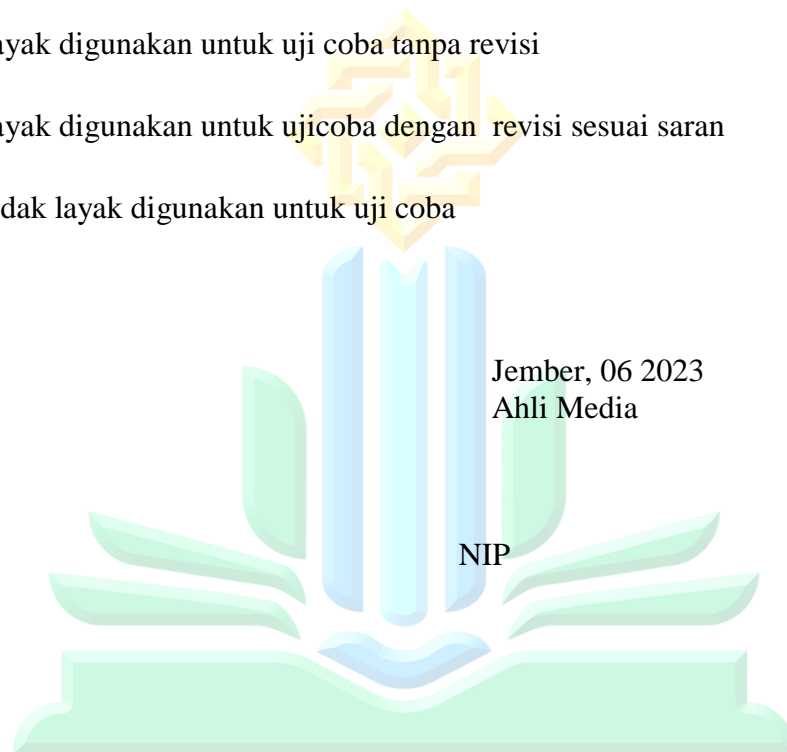 ayak digunakan untuk uji coba tanpa revisi
ayak digunakan untuk ujicoba dengan revisi sesuai saran
dak layak digunakan untuk uji coba
Jember, 06 2023
Ahli Media
NIP